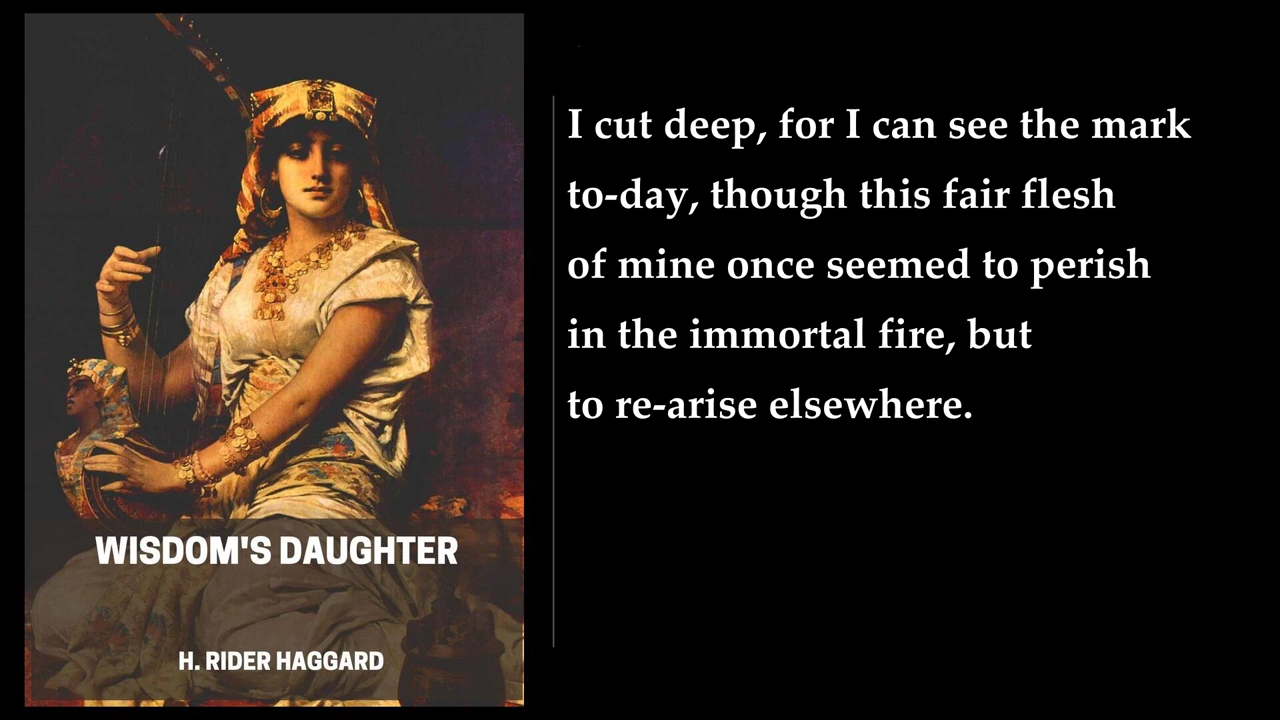 WISDOM'S DAUGHTER
H. RIDER HAGGARD
I cut deep, for I can see the mark
to-day, though this fair flesh
of mine once seemed to perish
in the immortal fire, but
to re-arise elsewhere.